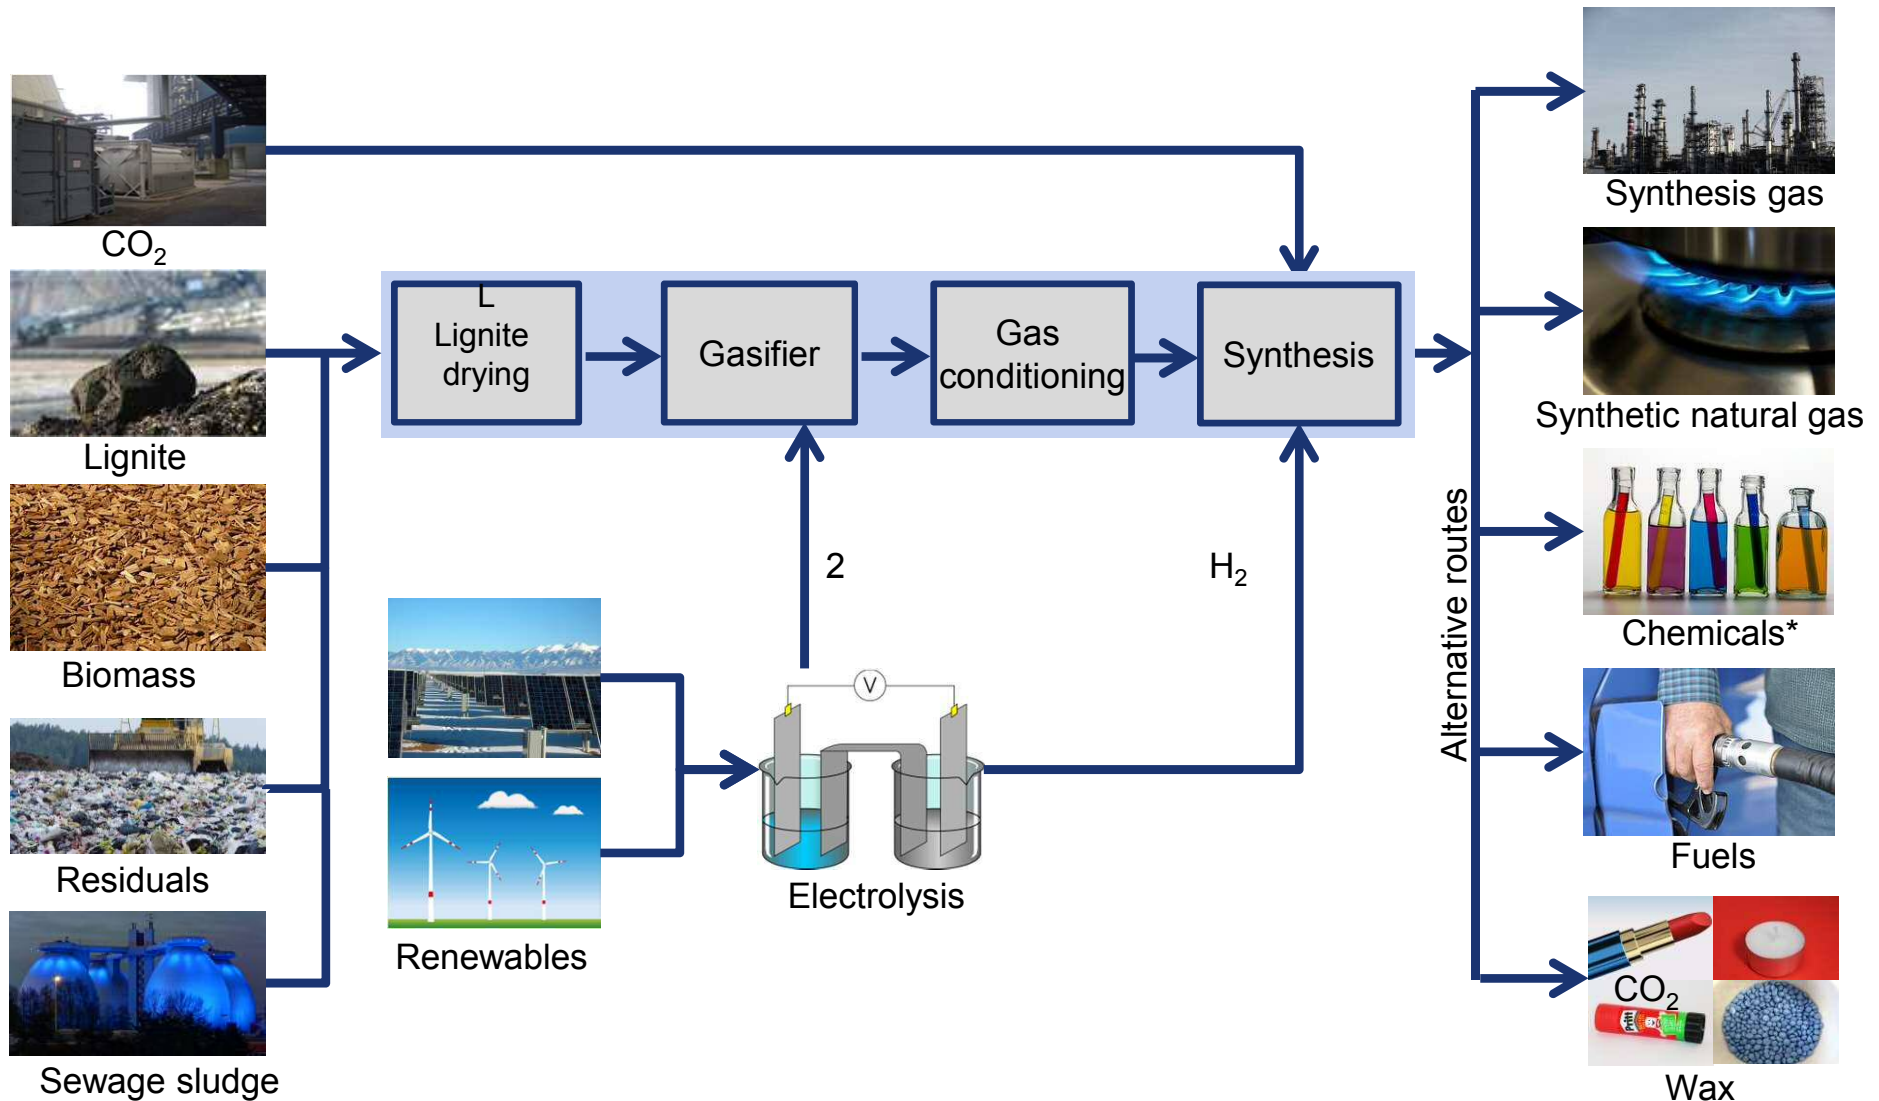 CO₂
Lignite
Biomass
Residuals
Sewage sludge
L
Lignite
drying
Gasifier
Gas
conditioning
Synthesis
2
H₂
Renewables
V
Electrolysis
Alternative routes
Synthesis gas
Synthetic natural gas
Chemicals*
Fuels
CO₂
Pritt
Wax